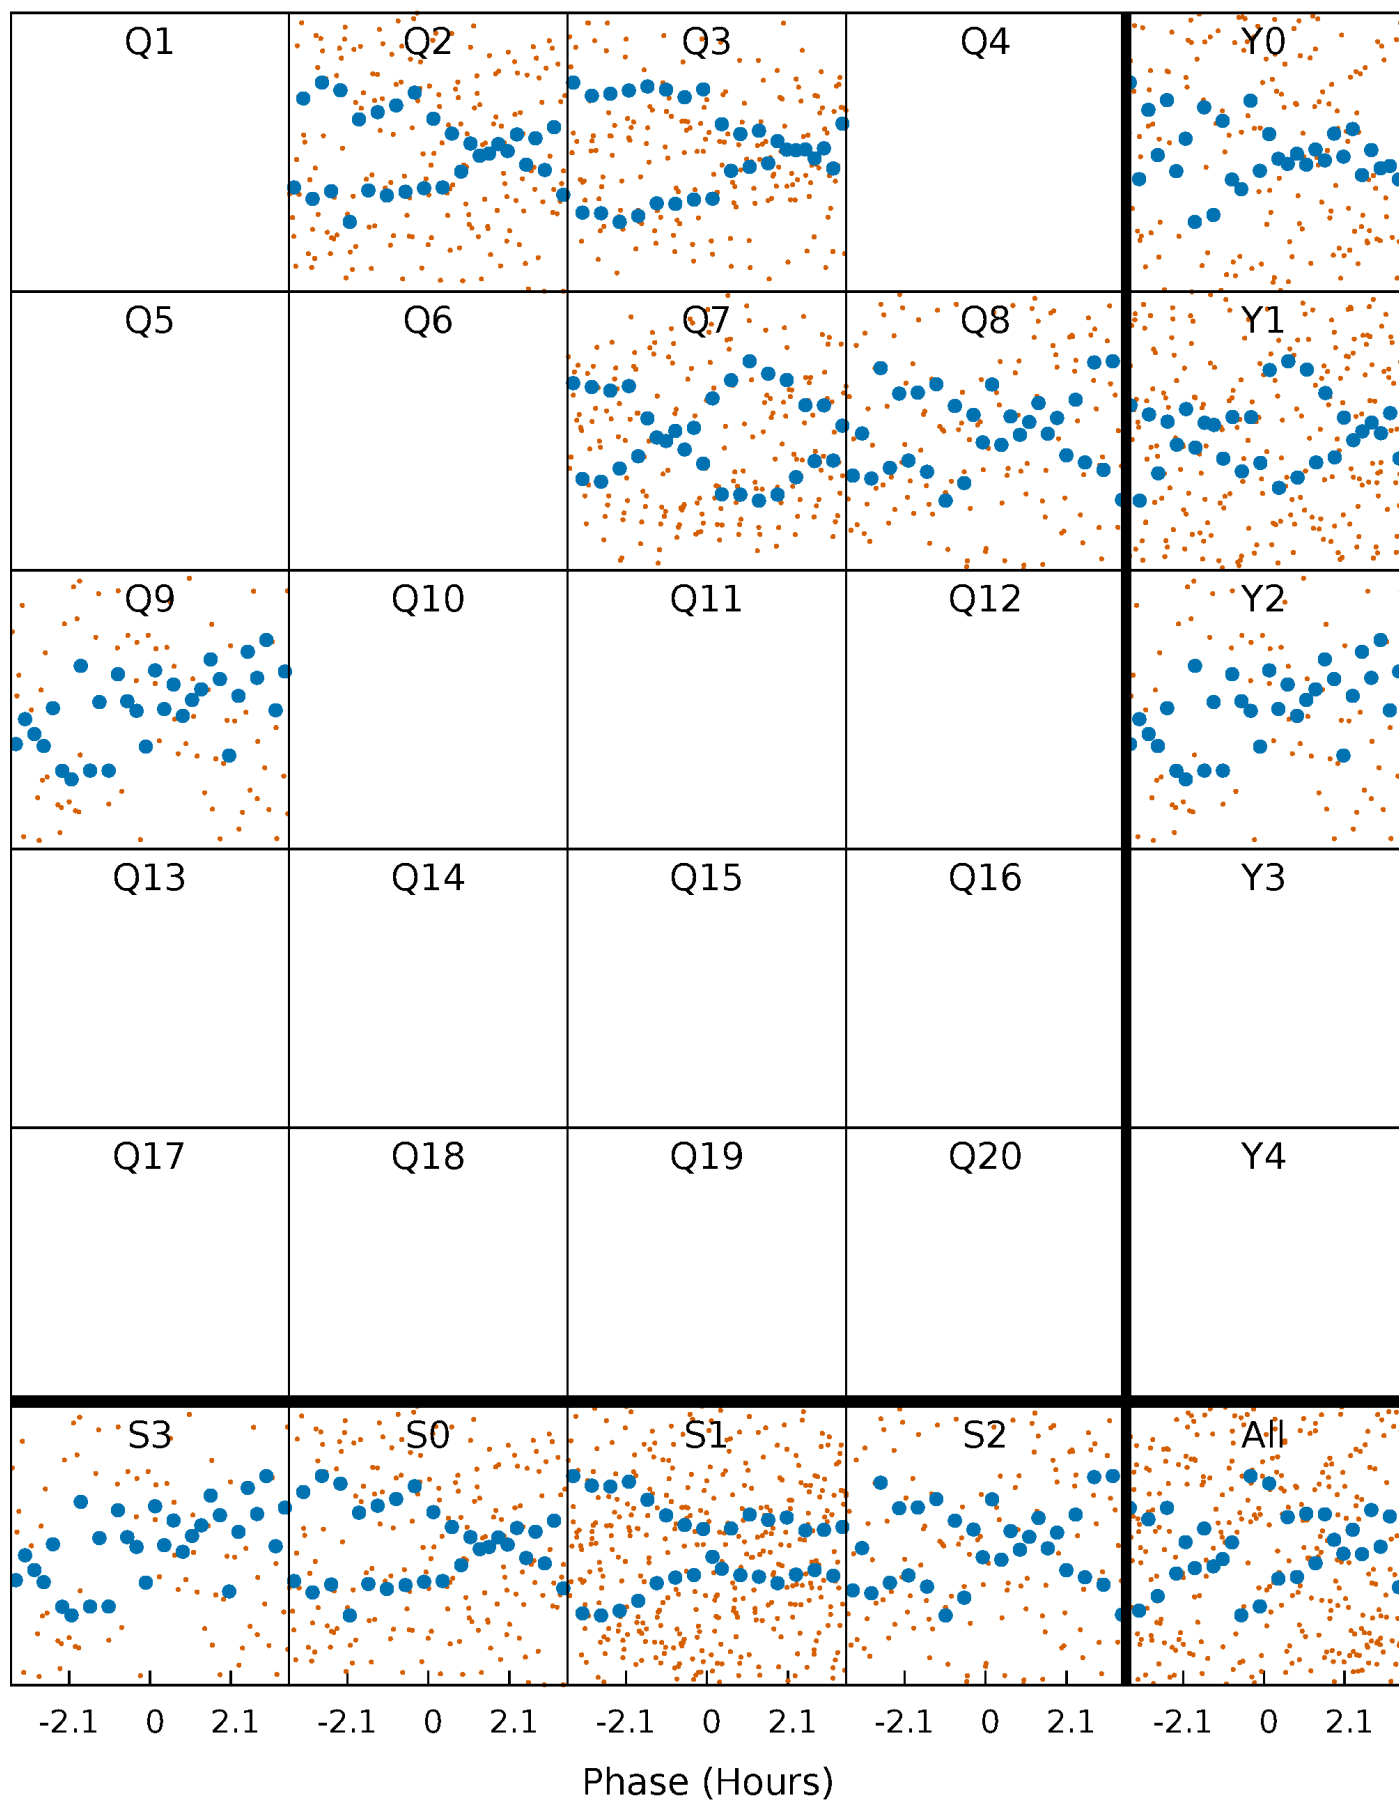 Q1 Q2 Q3 Q4 Y0
Q5 Q6 Q7 Q8 Y1
Q9 Q10 Q11 Q12 Y2
Q13 Q14 Q15 Q16 Y3
Q17 Q18 Q19 Q20 Y4
S3 S0 S1 S2 All
-2.1 0 2.1 -2.1 0 2.1 -2.1 0 2.1 -2.1 0 2.1 -2.1 0 2.1
Phase (Hours)